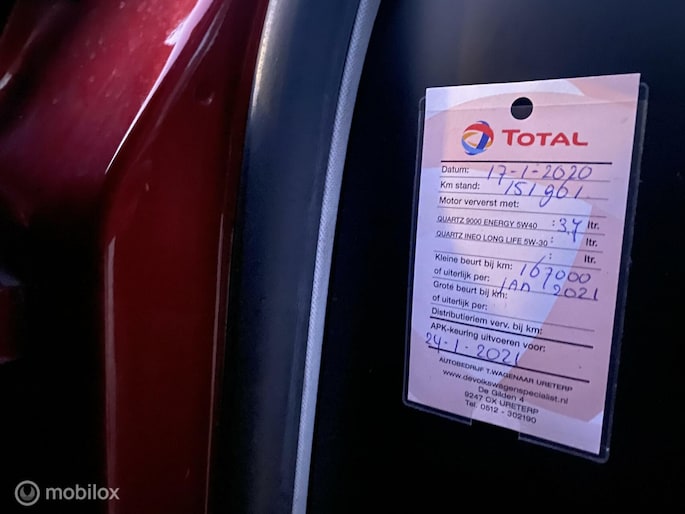 TOTAL
Datum: 17-1-2020
Km stand: 151901
Motor ververst met:
QUARTZ 9000 ENERGY 5W40 : 3,7 ltr.
QUARTZ INEO LONG LIFE 5W-30 : ltr.
: ltr.
Kleine beurt bij km: 167000
of uiterlijk per: JAN 2021
Grote beurt bij km:
of uiterlijk per:
Distributieriem verv. bij km:
APK-keuring uitvoeren voor:
24-1-2021
AUTOBEDRIJF T. WAGENAAR URETERP
www.devolkswagenspecialist.nl
De Gilden 4
9247 CX URETERP
Tel. 0512 - 302190
mobilox